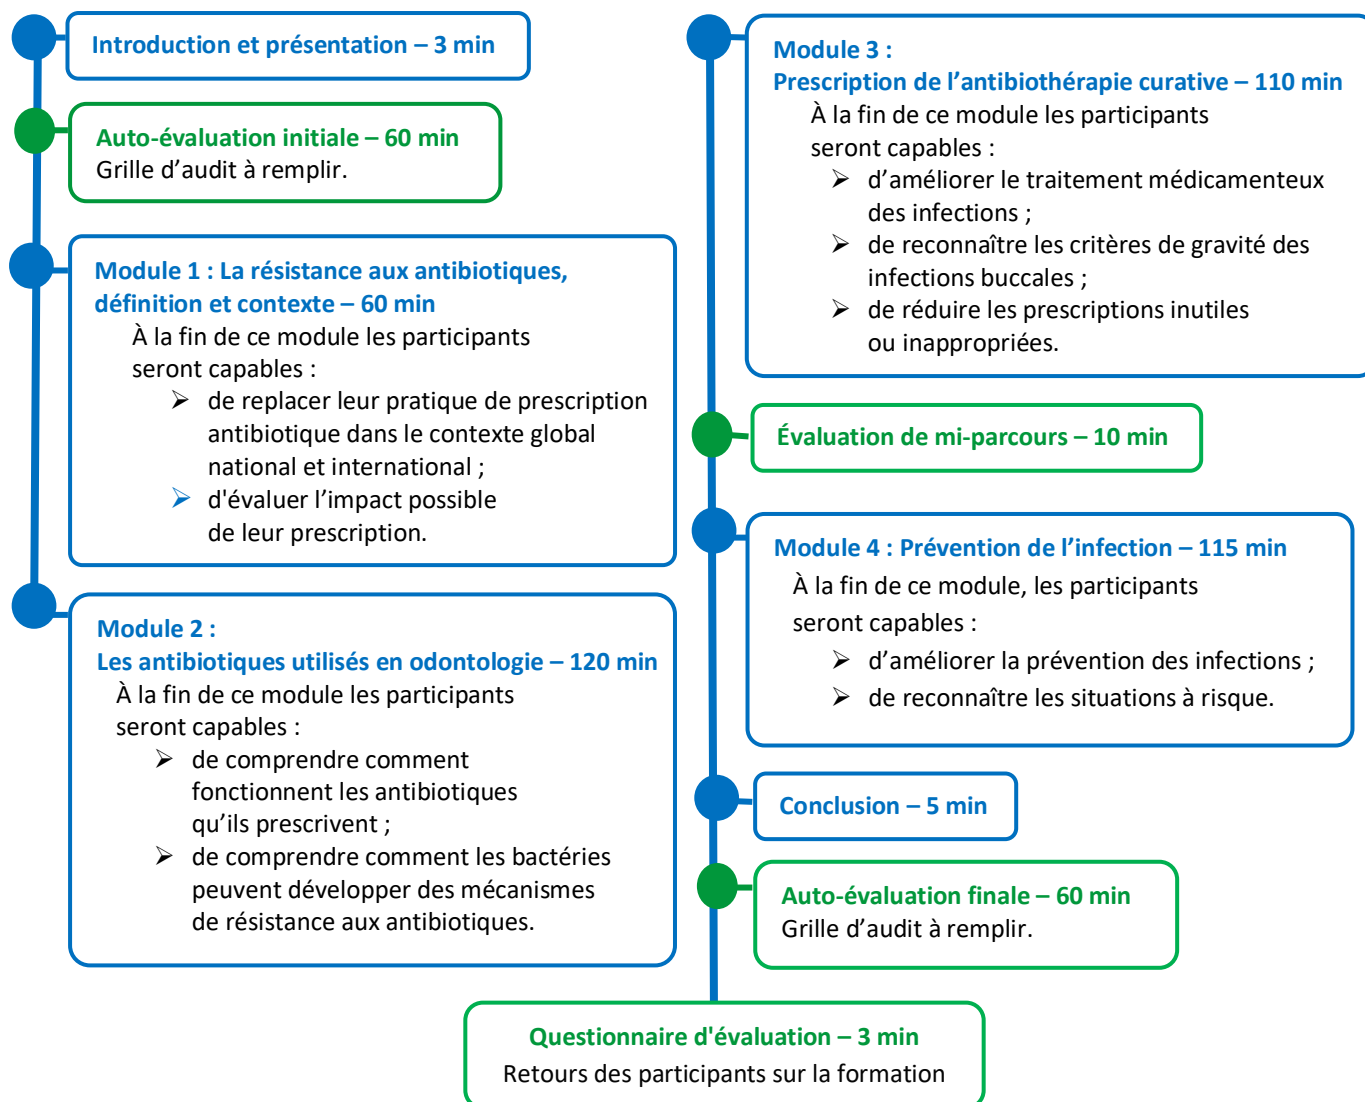 Introduction et présentation – 3 min
Auto-évaluation initiale – 60 min
Grille d’audit à remplir.
Module 1 : La résistance aux antibiotiques,
définition et contexte – 60 min
À la fin de ce module les participants
seront capables :
➢ de replacer leur pratique de prescription
antibiotique dans le contexte global
national et international ;
➢ d'évaluer l’impact possible
de leur prescription.
Module 2 :
Les antibiotiques utilisés en odontologie – 120 min
À la fin de ce module les participants
seront capables :
➢ de comprendre comment
fonctionnent les antibiotiques
qu’ils prescrivent ;
➢ de comprendre comment les bactéries
peuvent développer des mécanismes
de résistance aux antibiotiques.
Module 3 :
Prescription de l’antibiothérapie curative – 110 min
À la fin de ce module les participants
seront capables :
➢ d’améliorer le traitement médicamenteux
des infections ;
➢ de reconnaître les critères de gravité des
infections buccales ;
➢ de réduire les prescriptions inutiles
ou inappropriées.
Évaluation de mi-parcours – 10 min
Module 4 : Prévention de l’infection – 115 min
À la fin de ce module, les participants
seront capables :
➢ d’améliorer la prévention des infections ;
➢ de reconnaître les situations à risque.
Conclusion – 5 min
Auto-évaluation finale – 60 min
Grille d’audit à remplir.
Questionnaire d'évaluation – 3 min
Retours des participants sur la formation